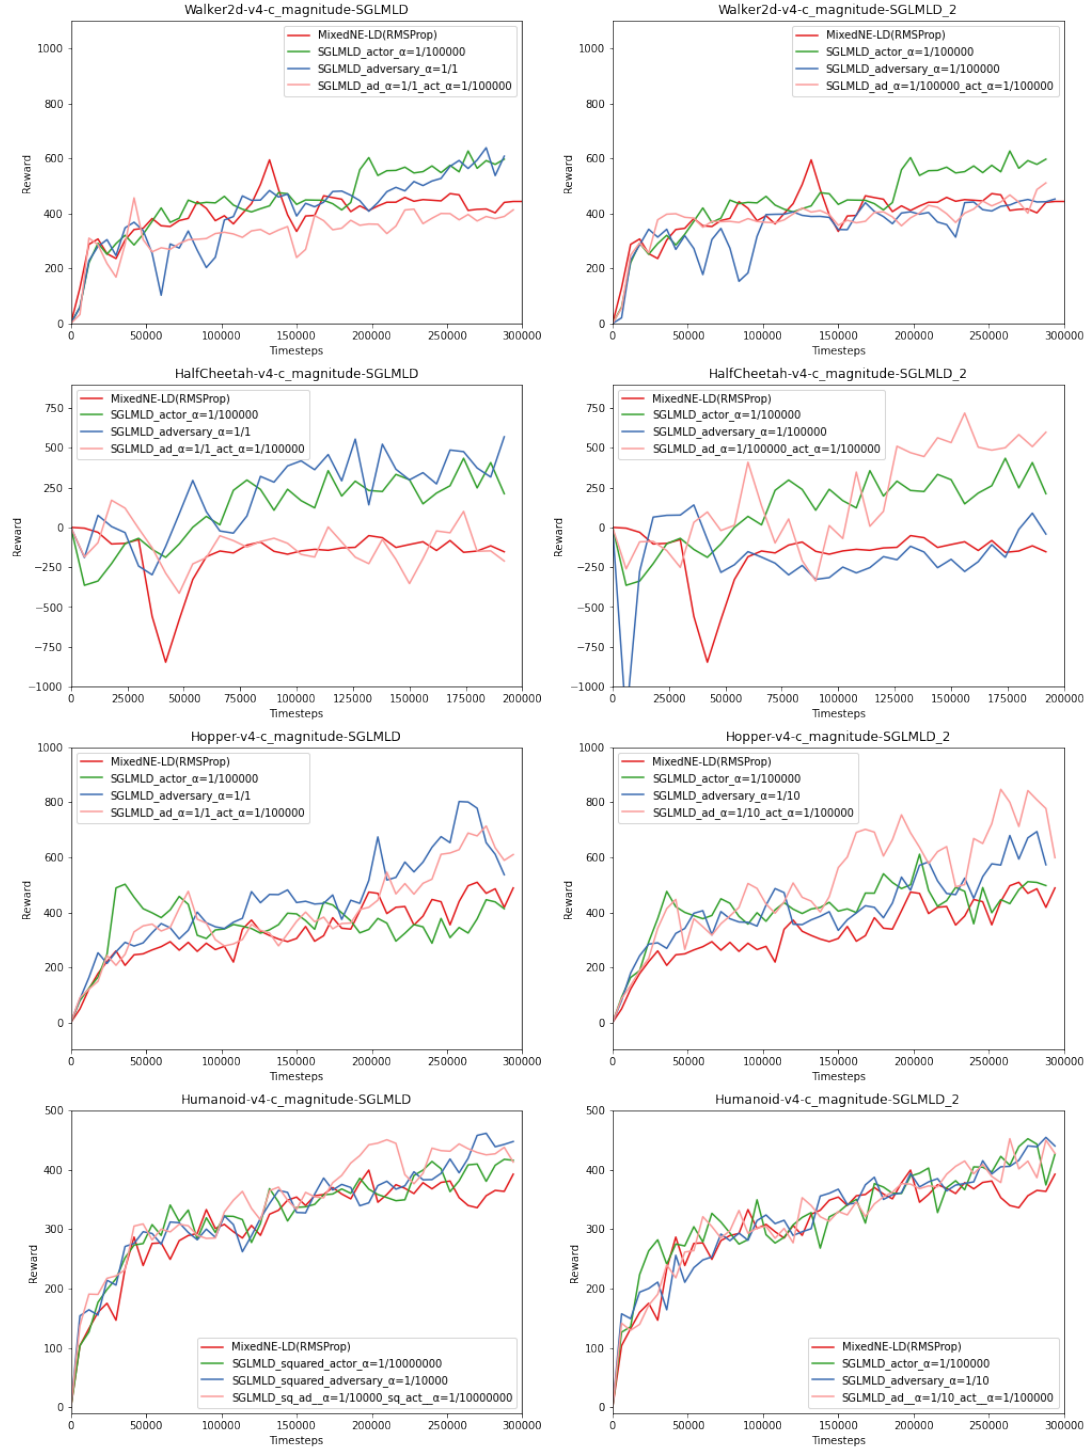 Walker2d-v4-c_magnitude-SGLMLD
MixedNE-LD(RMSProp)
SGLMLD_actor_α=1/100000
SGLMLD_adversary_α=1/1
SGLMLD_ad_α=1/1_act_α=1/100000
Reward
1000
800
600
400
200
0
0 50000 100000 150000 200000 250000 300000
Timesteps
Walker2d-v4-c_magnitude-SGLMLD_2
MixedNE-LD(RMSProp)
SGLMLD_actor_α=1/100000
SGLMLD_adversary_α=1/100000
SGLMLD_ad_α=1/100000_act_α=1/100000
Reward
1000
800
600
400
200
0
0 50000 100000 150000 200000 250000 300000
Timesteps
HalfCheetah-v4-c_magnitude-SGLMLD
MixedNE-LD(RMSProp)
SGLMLD_actor_α=1/100000
SGLMLD_adversary_α=1/1
SGLMLD_ad_α=1/1_act_α=1/100000
Reward
750
500
250
0
−250
−500
−750
−1000
0 25000 50000 75000 100000 125000 150000 175000 200000
Timesteps
HalfCheetah-v4-c_magnitude-SGLMLD_2
MixedNE-LD(RMSProp)
SGLMLD_actor_α=1/100000
SGLMLD_adversary_α=1/100000
SGLMLD_ad_α=1/100000_act_α=1/100000
Reward
750
500
250
0
−250
−500
−750
−1000
0 25000 50000 75000 100000 125000 150000 175000 200000
Timesteps
Hopper-v4-c_magnitude-SGLMLD
MixedNE-LD(RMSProp)
SGLMLD_actor_α=1/100000
SGLMLD_adversary_α=1/1
SGLMLD_ad_α=1/1_act_α=1/100000
Reward
1000
800
600
400
200
0
0 50000 100000 150000 200000 250000 300000
Timesteps
Hopper-v4-c_magnitude-SGLMLD_2
MixedNE-LD(RMSProp)
SGLMLD_actor_α=1/100000
SGLMLD_adversary_α=1/10
SGLMLD_ad_α=1/10_act_α=1/100000
Reward
1000
800
600
400
200
0
0 50000 100000 150000 200000 250000 300000
Timesteps
Humanoid-v4-c_magnitude-SGLMLD
MixedNE-LD(RMSProp)
SGLMLD_squared_actor_α=1/10000000
SGLMLD_squared_adversary_α=1/10000
SGLMLD_sq_ad__α=1/10000_sq_act__α=1/10000000
Reward
500
400
300
200
100
0
0 50000 100000 150000 200000 250000 300000
Timesteps
Humanoid-v4-c_magnitude-SGLMLD_2
MixedNE-LD(RMSProp)
SGLMLD_actor_α=1/100000
SGLMLD_adversary_α=1/10
SGLMLD_ad__α=1/10_act__α=1/100000
Reward
500
400
300
200
100
0
0 50000 100000 150000 200000 250000 300000
Timesteps